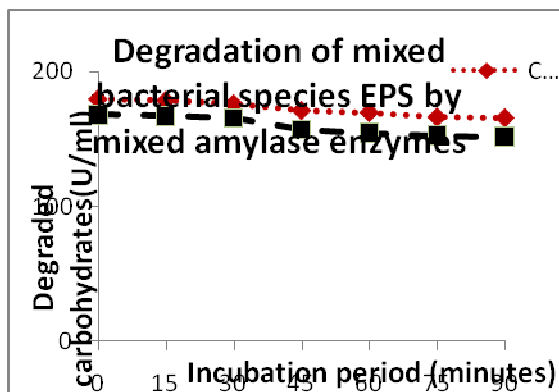 Degradation of mixed
bacterial species EPS by
mixed amylase enzymes
C...
200
100
0
Degraded
carbohydrates(U/ml)
0 15 30 45 60 75 90
Incubation period (minutes)